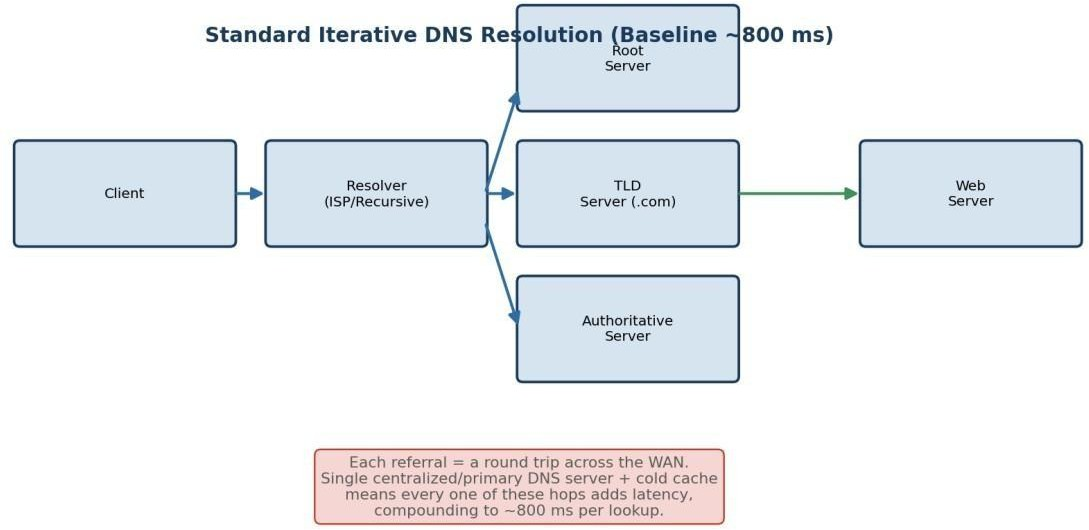 Standard Iterative DNS Resolution (Baseline ~800 ms)
Root
Server
Client
Resolver
(ISP/Recursive)
TLD
Server (.com)
Web
Server
Authoritative
Server
Each referral = a round trip across the WAN.
Single centralized/primary DNS server + cold cache
means every one of these hops adds latency,
compounding to ~800 ms per lookup.